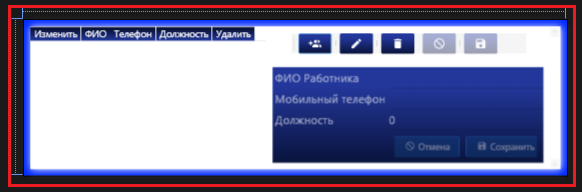 Изменить ФИО Телефон Должность Удалить
ФИО Работника
Мобильный телефон
Должность 0
Отмена Сохранить